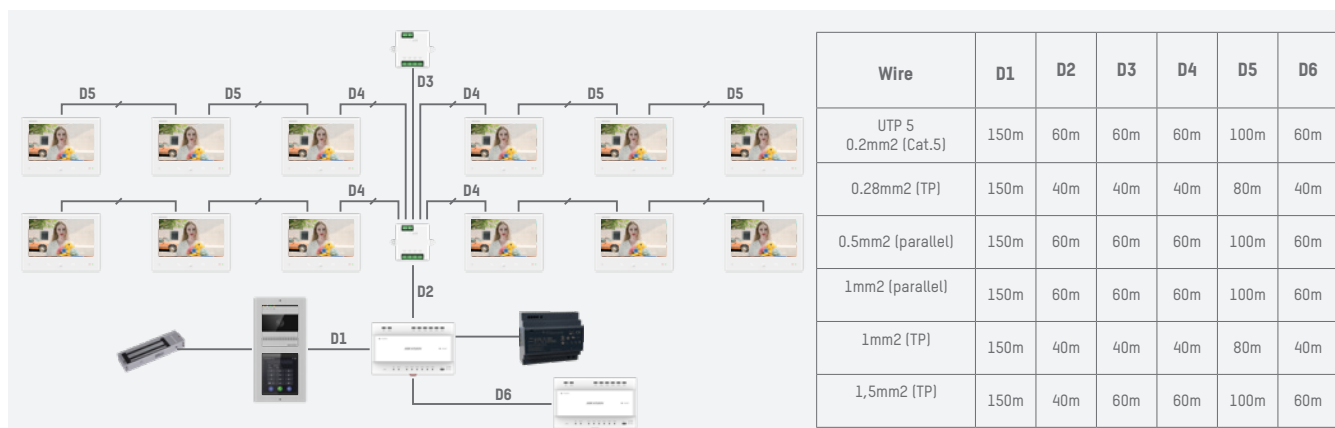 D3
D5 D5 D4 D4 D5 D5
D4 D4
D2
D1
D6
Wire D1 D2 D3 D4 D5 D6
UTP 5
0.2mm2 (Cat.5) 150m 60m 60m 60m 100m 60m
0.28mm2 (TP) 150m 40m 40m 40m 80m 40m
0.5mm2 (parallel) 150m 60m 60m 60m 100m 60m
1mm2 (parallel) 150m 60m 60m 60m 100m 60m
1mm2 (TP) 150m 40m 40m 40m 80m 40m
1,5mm2 (TP) 150m 40m 60m 60m 100m 60m